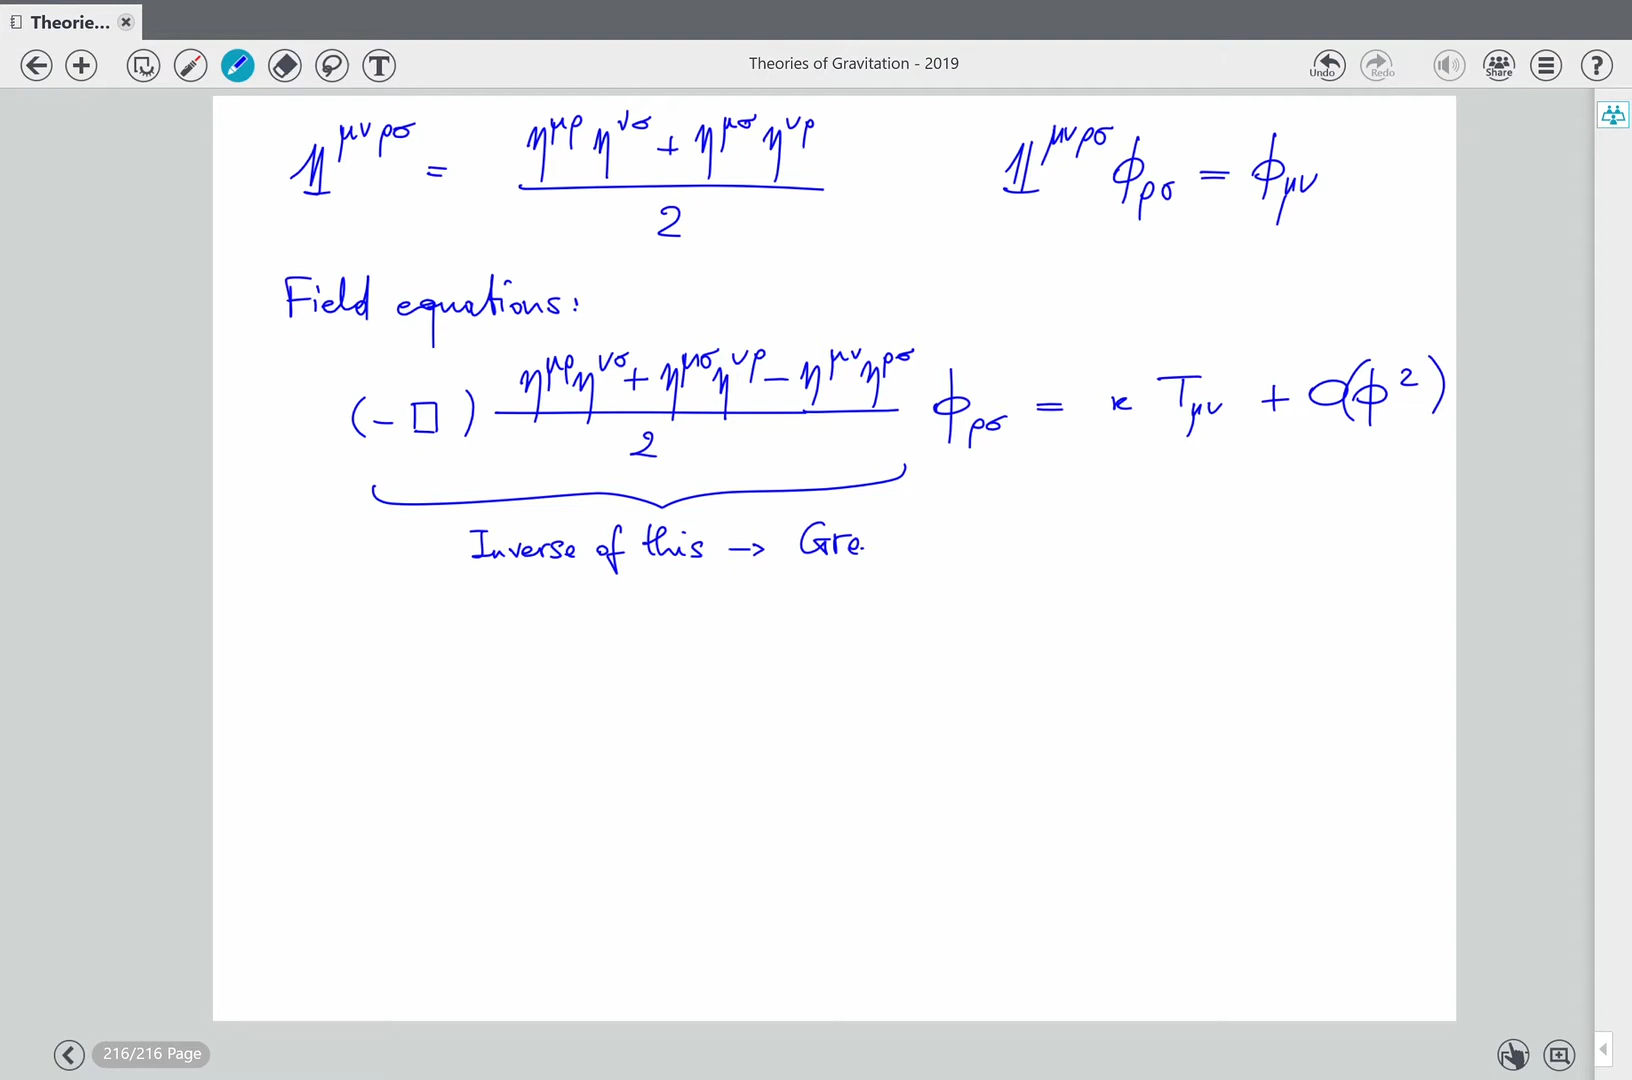 Theorie...
Theories of Gravitation - 2019
Undo
Redo
Share
?
T
𝟙^{μνρσ} = (η^{μρ} η^{νσ} + η^{μσ} η^{νρ}) / 2
𝟙^{μνρσ} ϕ_{ρσ} = ϕ_{μν}
Field equations:
(-□) (η^{μρ} η^{νσ} + η^{μσ} η^{νρ} - η^{μν} η^{ρσ}) / 2 ϕ_{ρσ} = κ T_{μν} + O(ϕ²)
Inverse of this → Gre
216/216 Page